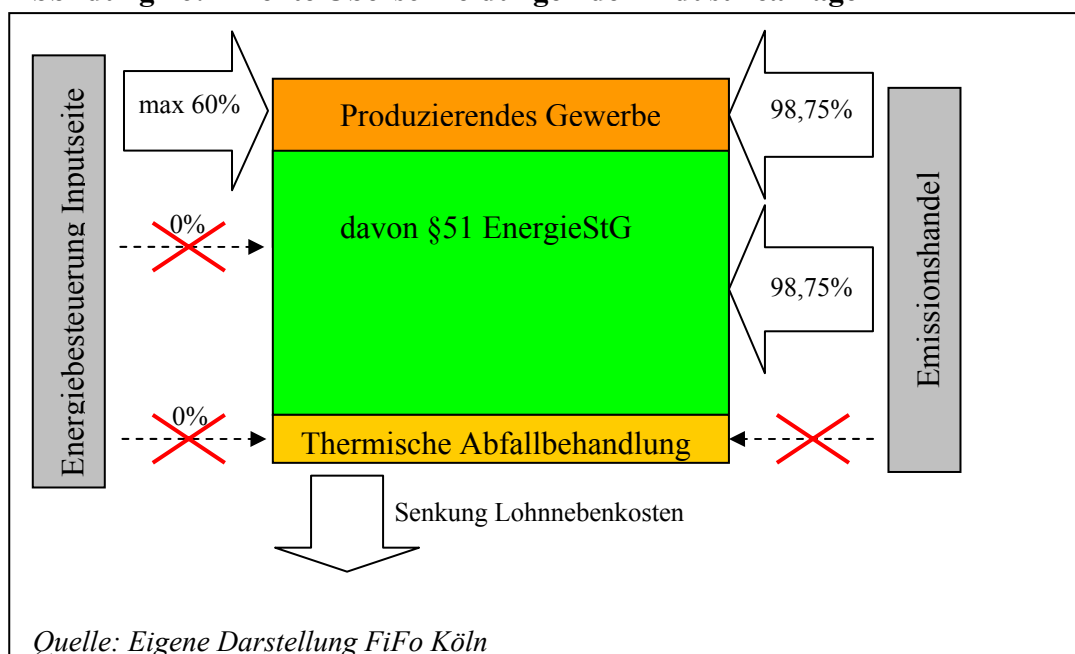 max 60%
Produzierendes Gewerbe
98,75%
Energiebesteuerung Inputseite
0%
davon §51 EnergieStG
98,75%
Emissionshandel
0%
Thermische Abfallbehandlung
Senkung Lohnnebenkosten
Quelle: Eigene Darstellung FiFo Köln